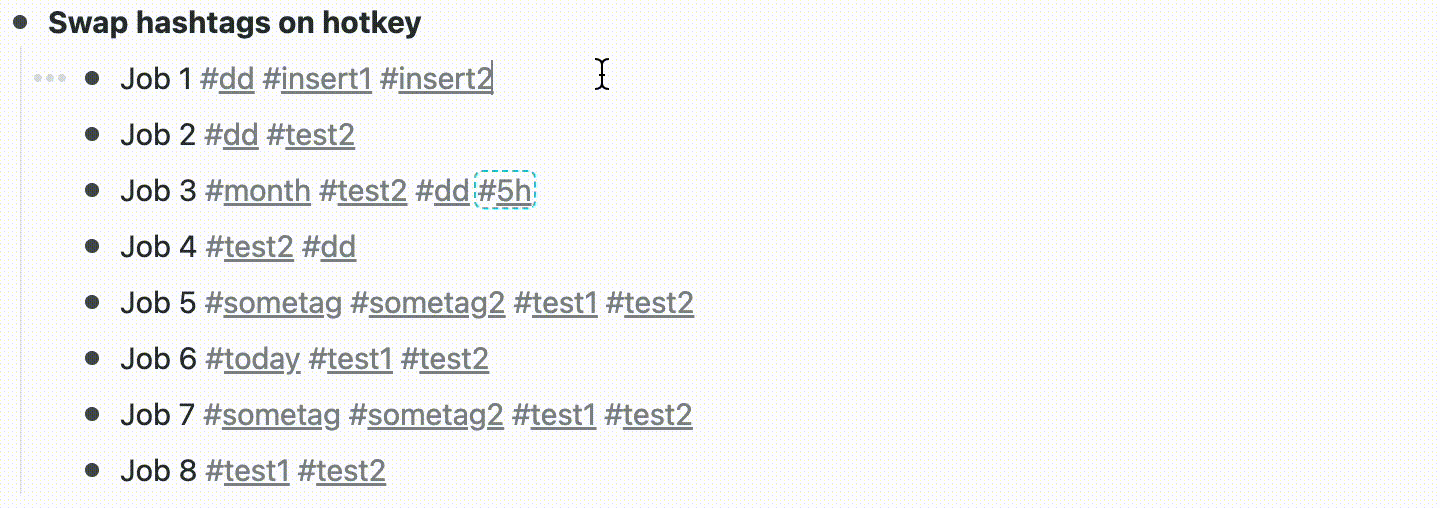 Swap hashtags on hotkey
Job 1 #dd #insert1 #insert2
Job 2 #dd #test2
Job 3 #month #test2 #dd #5h
Job 4 #test2 #dd
Job 5 #sometag #sometag2 #test1 #test2
Job 6 #today #test1 #test2
Job 7 #sometag #sometag2 #test1 #test2
Job 8 #test1 #test2